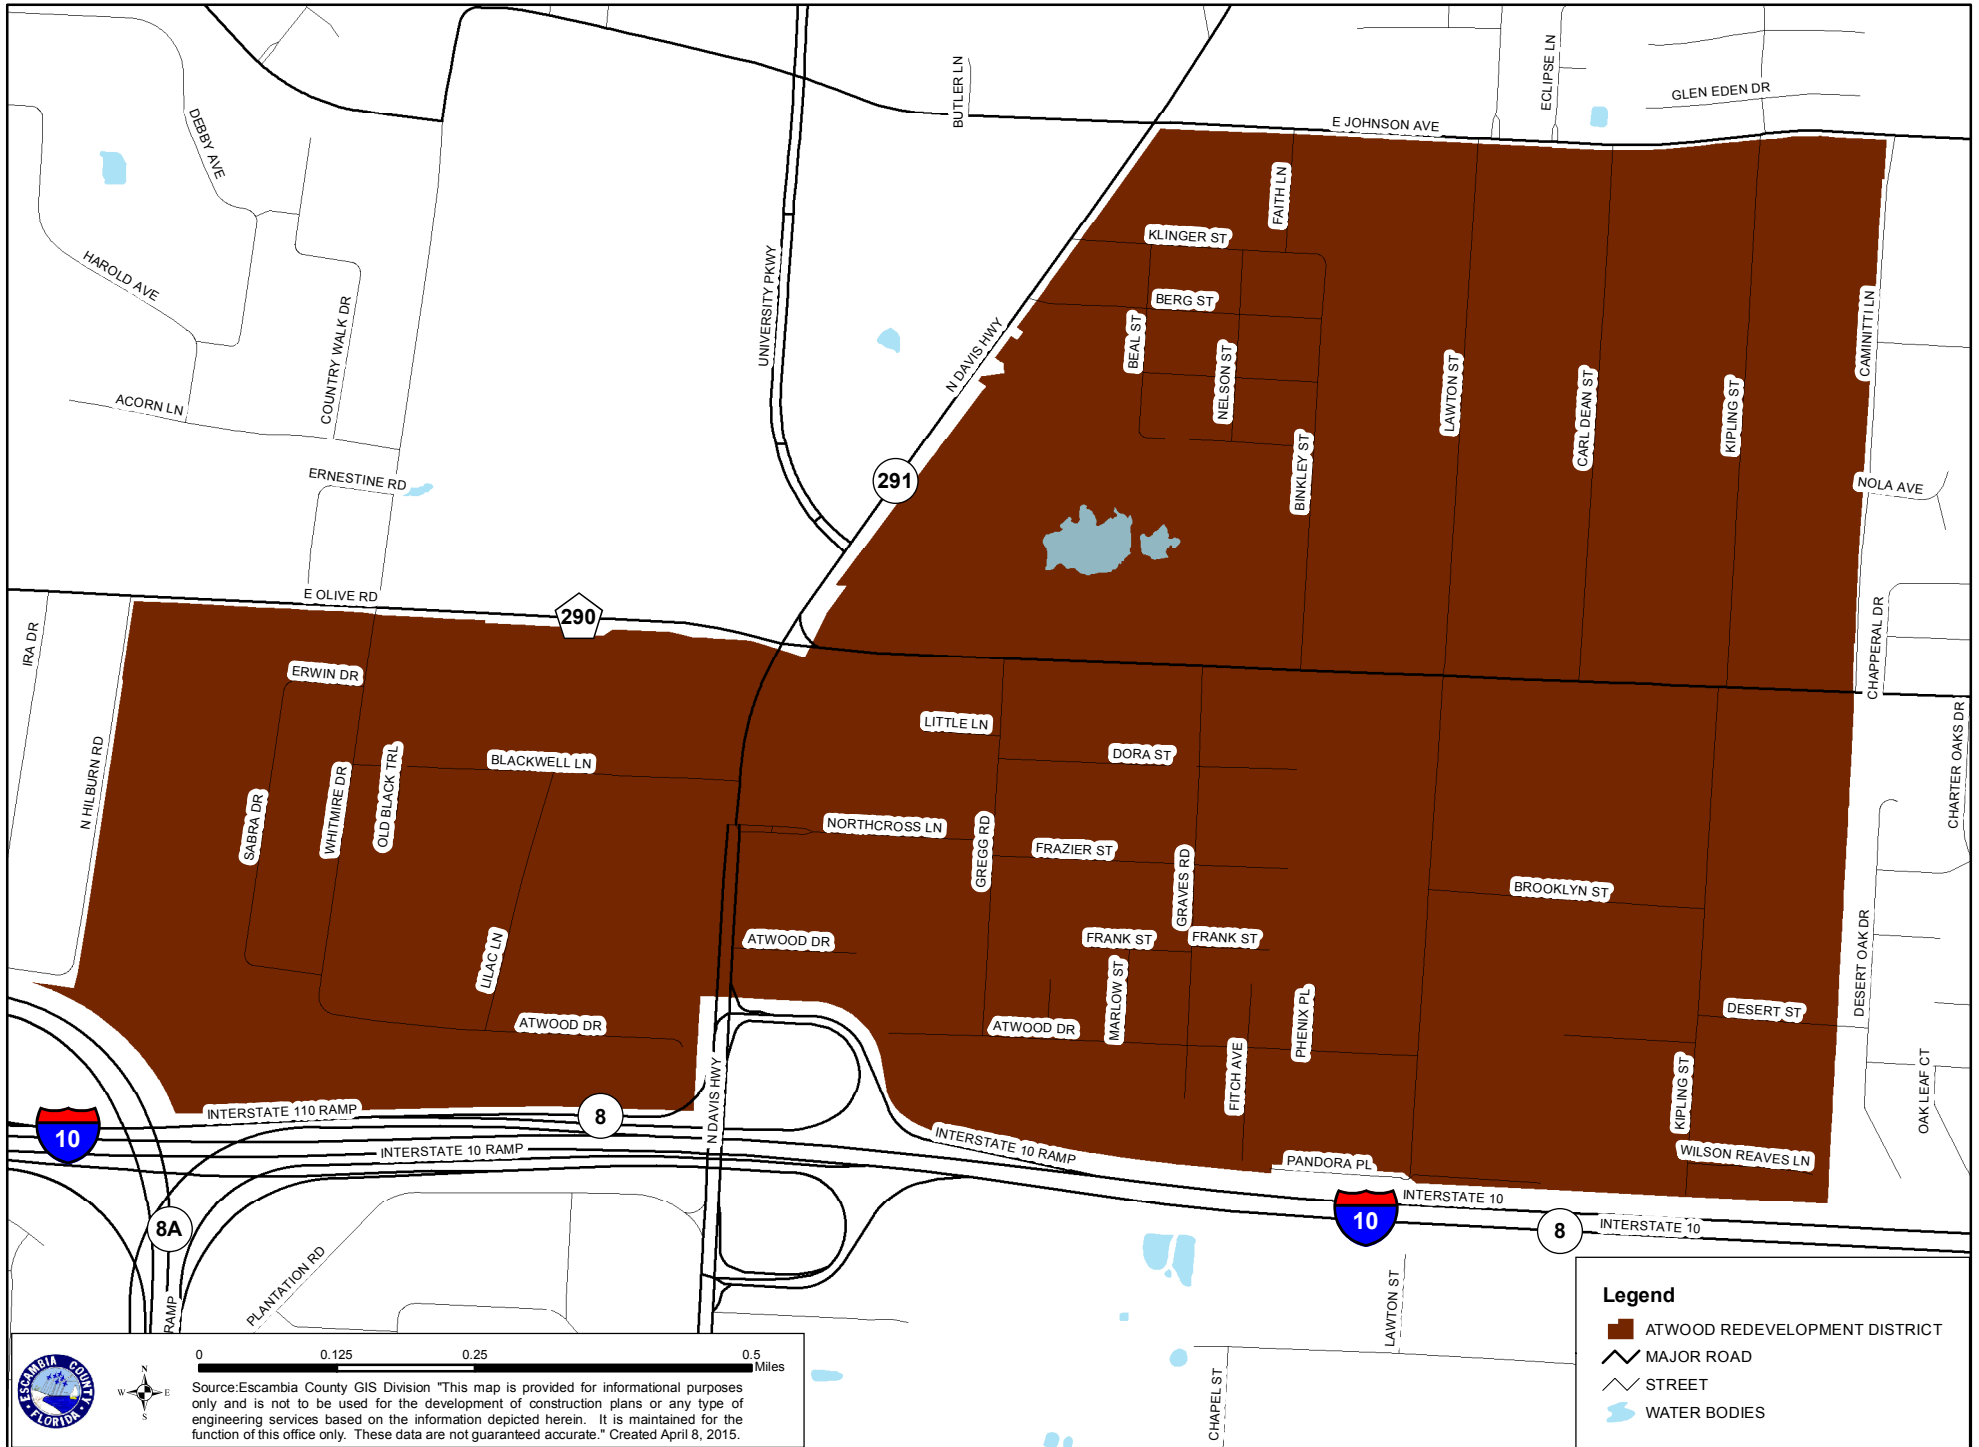 BUTLER LN
ECLIPSE LN
GLEN EDEN DR
E JOHNSON AVE
DEBBY AVE
FAITH LN
KLINGER ST
HAROLD AVE
UNIVERSITY PKWY
BERG ST
COUNTRY WALK DR
N DAVIS HWY
BEAL ST
NELSON ST
LAWTON ST
CARL DEAN ST
KIPLING ST
CAMINITTI LN
ACORN LN
ERNESTINE RD
291
BINKLEY ST
NOLA AVE
E OLIVE RD
290
IRA DR
CHAPPERAL DR
ERWIN DR
LITTLE LN
DORA ST
CHARTER OAKS DR
N HILBURN RD
SABRA DR
WHITMIRE DR
OLD BLACK TRL
BLACKWELL LN
NORTHCROSS LN
GREGG RD
FRAZIER ST
GRAVES RD
BROOKLYN ST
LILAC LN
ATWOOD DR
FRANK ST
FRANK ST
DESERT OAK DR
ATWOOD DR
ATWOOD DR
MARLOW ST
PHENIX PL
DESERT ST
FITCH AVE
KIPLING ST
OAK LEAF CT
N DAVIS HWY
INTERSTATE 110 RAMP
8
10
INTERSTATE 10 RAMP
INTERSTATE 10 RAMP
PANDORA PL
WILSON REAVES LN
INTERSTATE 10
10
8
INTERSTATE 10
8A
RAMP
PLANTATION RD
LAWTON ST
CHAPEL ST
Legend
ATWOOD REDEVELOPMENT DISTRICT
MAJOR ROAD
STREET
WATER BODIES
ESCAMBIA COUNTY
FLORIDA
N
W E
S
0 0.125 0.25 0.5
Miles
Source:Escambia County GIS Division "This map is provided for informational purposes
only and is not to be used for the development of construction plans or any type of
engineering services based on the information depicted herein. It is maintained for the
function of this office only. These data are not guaranteed accurate." Created April 8, 2015.